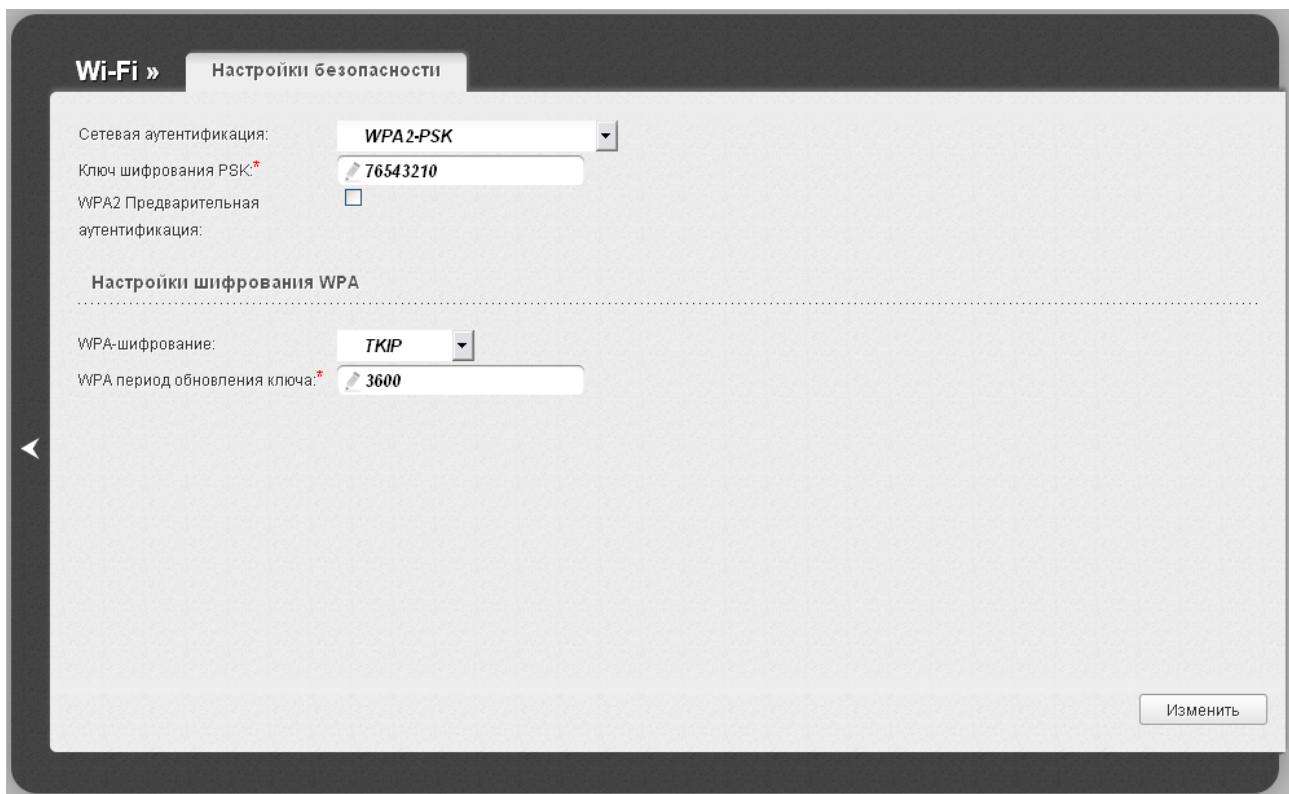 Wi-Fi »
Настройки безопасности
Сетевая аутентификация: WPA2-PSK
Ключ шифрования PSK:* 76543210
WPA2 Предварительная
аутентификация:
Настройки шифрования WPA
WPA-шифрование: TKIP
WPA период обновления ключа:* 3600
Изменить